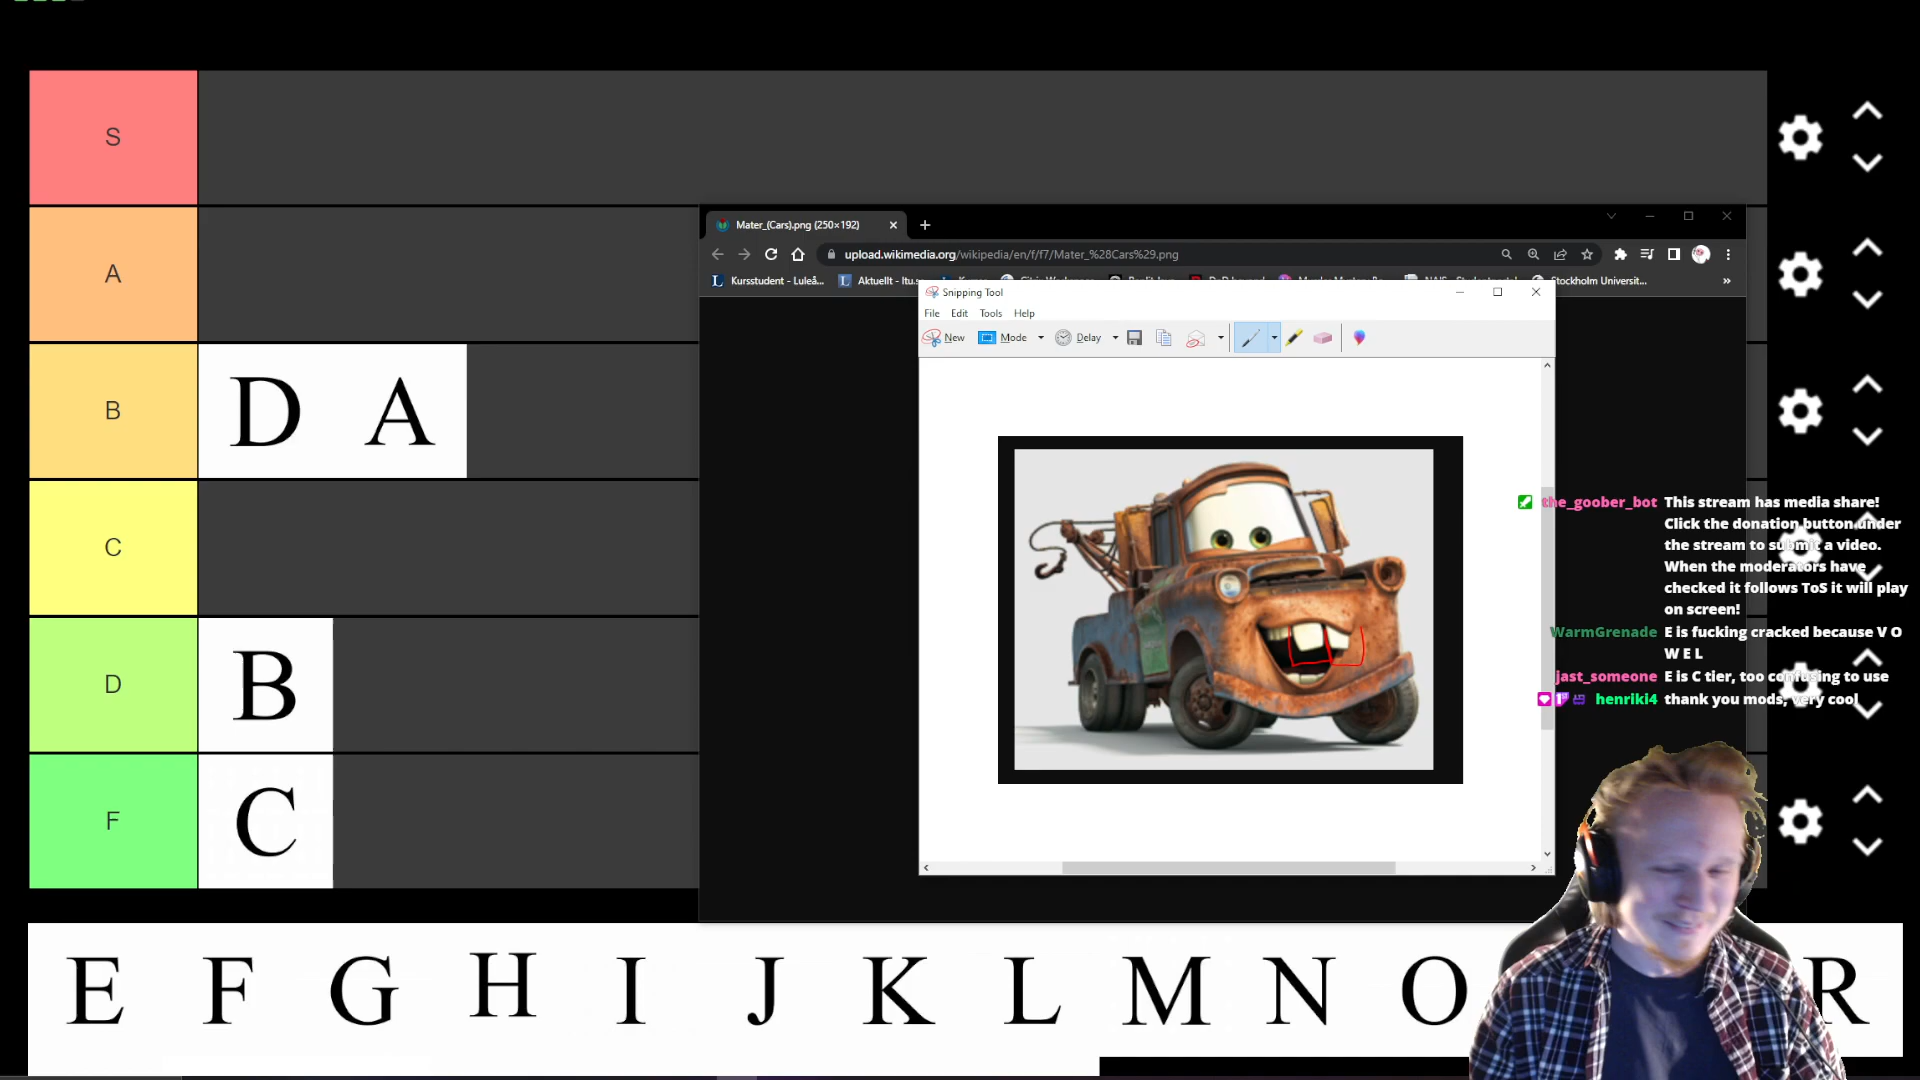 S
A
B
D A
C
D
B
F
C
Mater_(Cars).png (250×192)
upload.wikimedia.org/wikipedia/en/f/f7/Mater_%28Cars%29.png
Kursstudent - Luleå...
Aktuellt - ltu.s
Stockholm Universit...
Snipping Tool
File Edit Tools Help
New Mode Delay
the_goober_bot This stream has media share!
Click the donation button under
the stream to submit a video.
When the moderators have
checked it follows ToS it will play
on screen!
WarmGrenade E is fucking cracked because V O
W E L
jast_someone E is C tier, too confusing to use
henriki4 thank you mods, very cool
E F G H I J K L M N O R